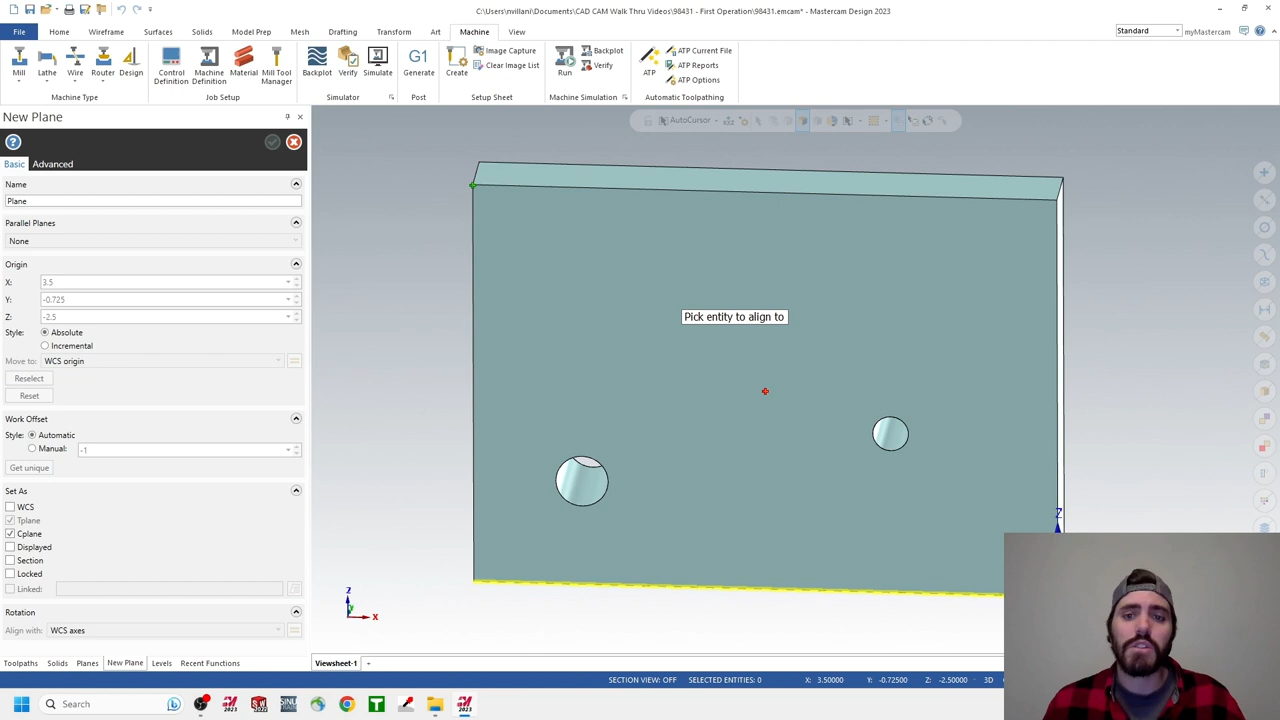 C:\Users\nvillani\Documents\CAD CAM Walk Thru Videos\98431 - First Operation\98431.emcam* - Mastercam Design 2023
File Home Wireframe Surfaces Solids Model Prep Mesh Drafting Transform Art Machine View Standard myMastercam
Mill Lathe Wire Router Design Control Definition Machine Definition Material Mill Tool Manager Backplot Verify Simulate G1 Generate Create Image Capture Clear Image List Run Backplot Verify ATP ATP Current File ATP Reports ATP Options
Machine Type Job Setup Simulator Post Setup Sheet Machine Simulation Automatic Toolpathing
New Plane
AutoCursor
Basic Advanced
Name
Plane
Parallel Planes
None
Origin
X: 3.5
Y: -0.725
Z: -2.5
Style: Absolute
Incremental
Move to: WCS origin
Reselect
Reset
Work Offset
Style: Automatic
Manual: -1
Get unique
Set As
WCS
Tplane
Cplane
Displayed
Section
Locked
Linked:
Rotation
Align with: WCS axes
Pick entity to align to
Z
Z
Y
X
Toolpaths Solids Planes New Plane Levels Recent Functions Viewsheet-1 +
SECTION VIEW: OFF SELECTED ENTITIES: 0 X: 3.50000 Y: -0.72500 Z: -2.50000 3D
Search 2023 SW T SINU 2023